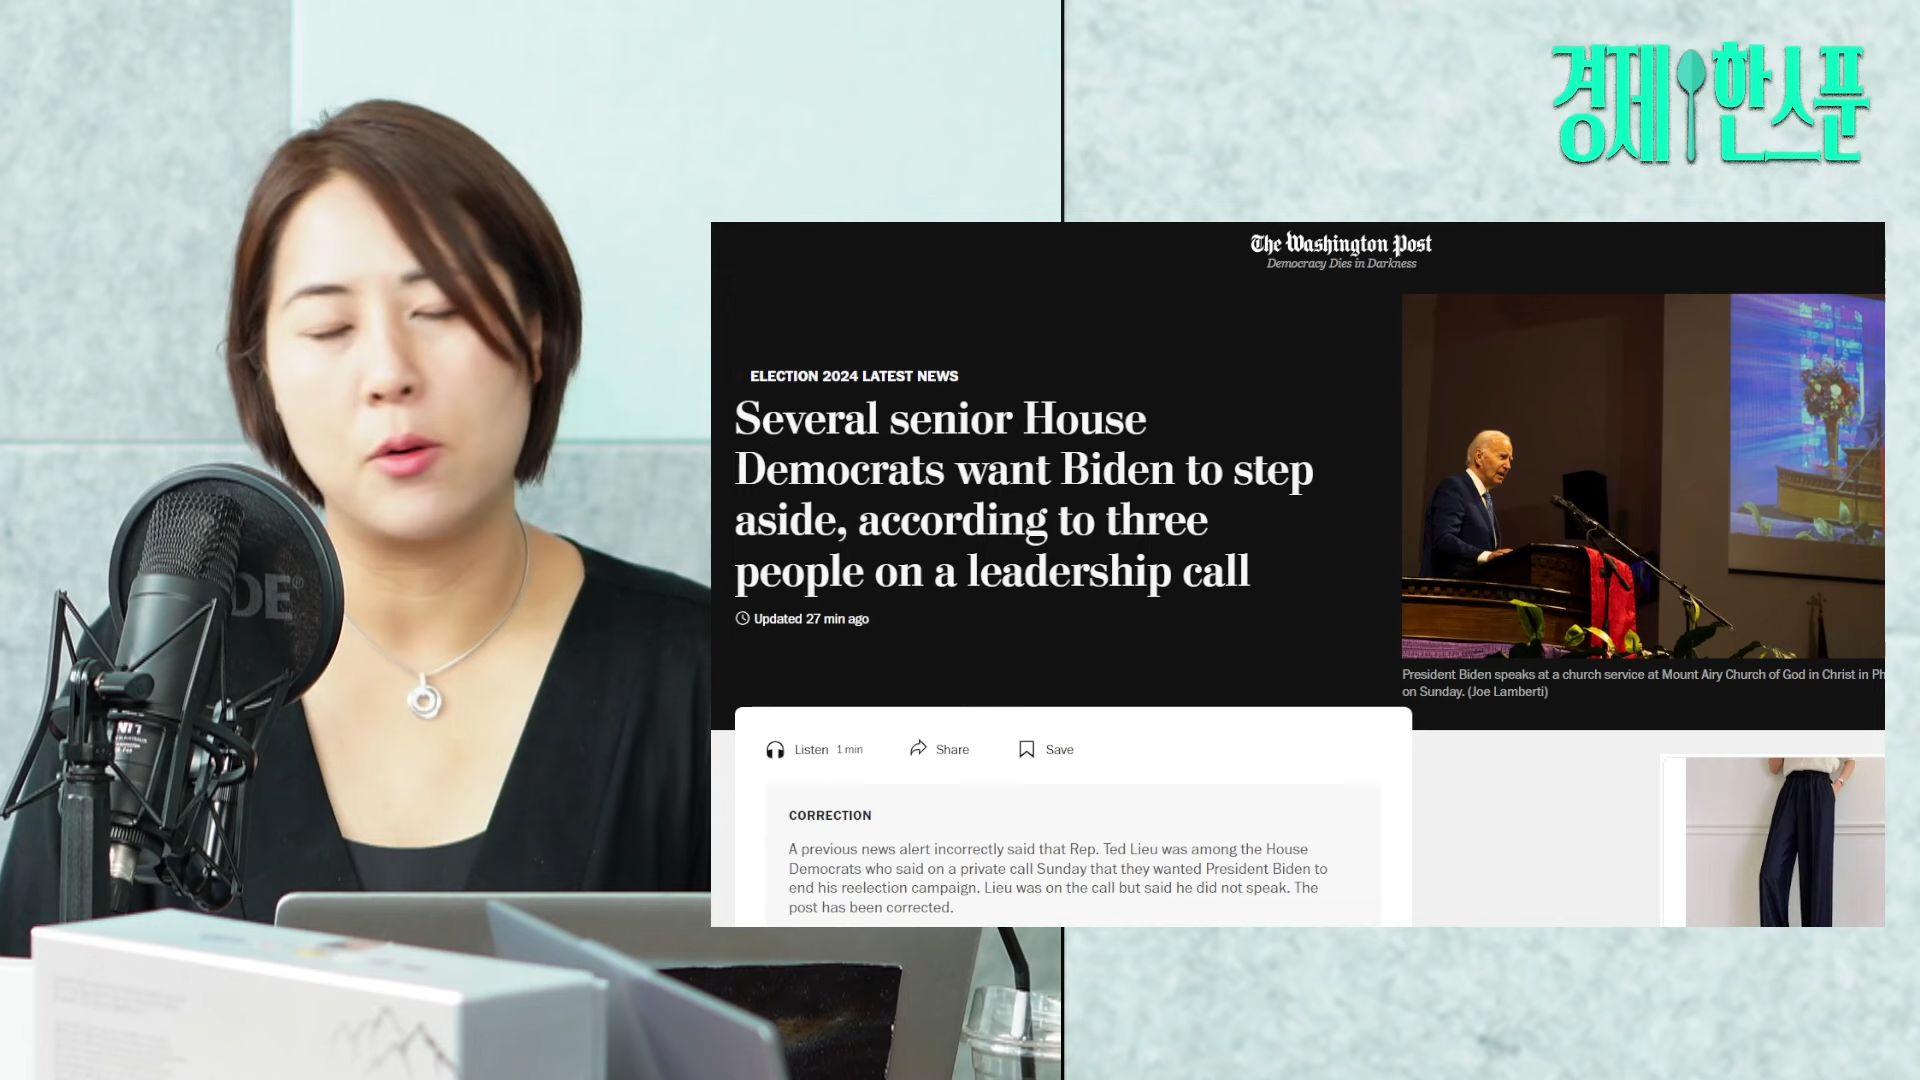 경제한스푼
The Washington Post
Democracy Dies in Darkness
ELECTION 2024 LATEST NEWS
Several senior House
Democrats want Biden to step
aside, according to three
people on a leadership call
Updated 27 min ago
President Biden speaks at a church service at Mount Airy Church of God in Christ in Ph
on Sunday. (Joe Lamberti)
Listen 1 min
Share
Save
CORRECTION
A previous news alert incorrectly said that Rep. Ted Lieu was among the House
Democrats who said on a private call Sunday that they wanted President Biden to
end his reelection campaign. Lieu was on the call but said he did not speak. The
post has been corrected.
DE®
NT1